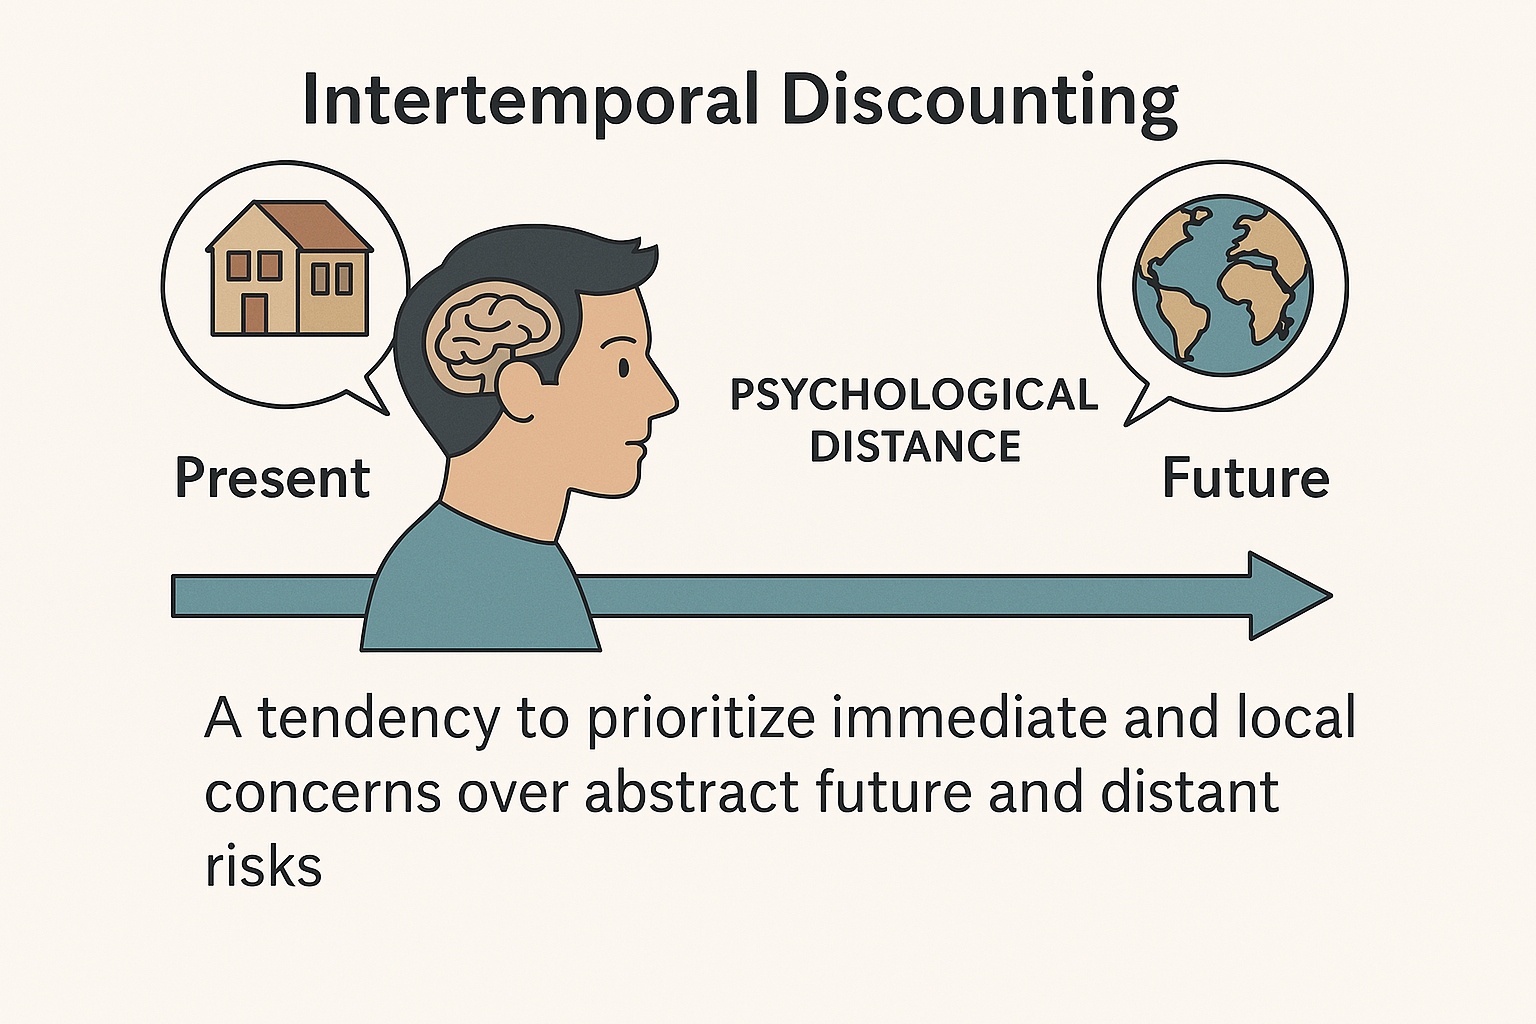 Intertemporal Discounting
PSYCHOLOGICAL
DISTANCE
Present
Future
A tendency to prioritize immediate and local
concerns over abstract future and distant
risks